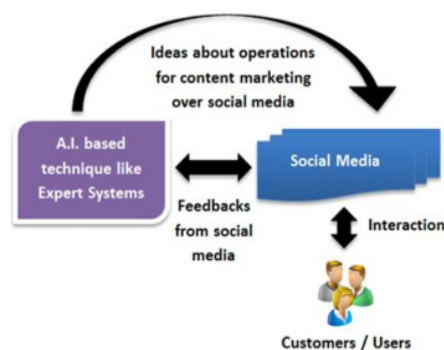 Ideas about operations
for content marketing
over social media
A.I. based
technique like
Expert Systems
Social Media
Feedbacks
from social
media
Interaction
Customers / Users